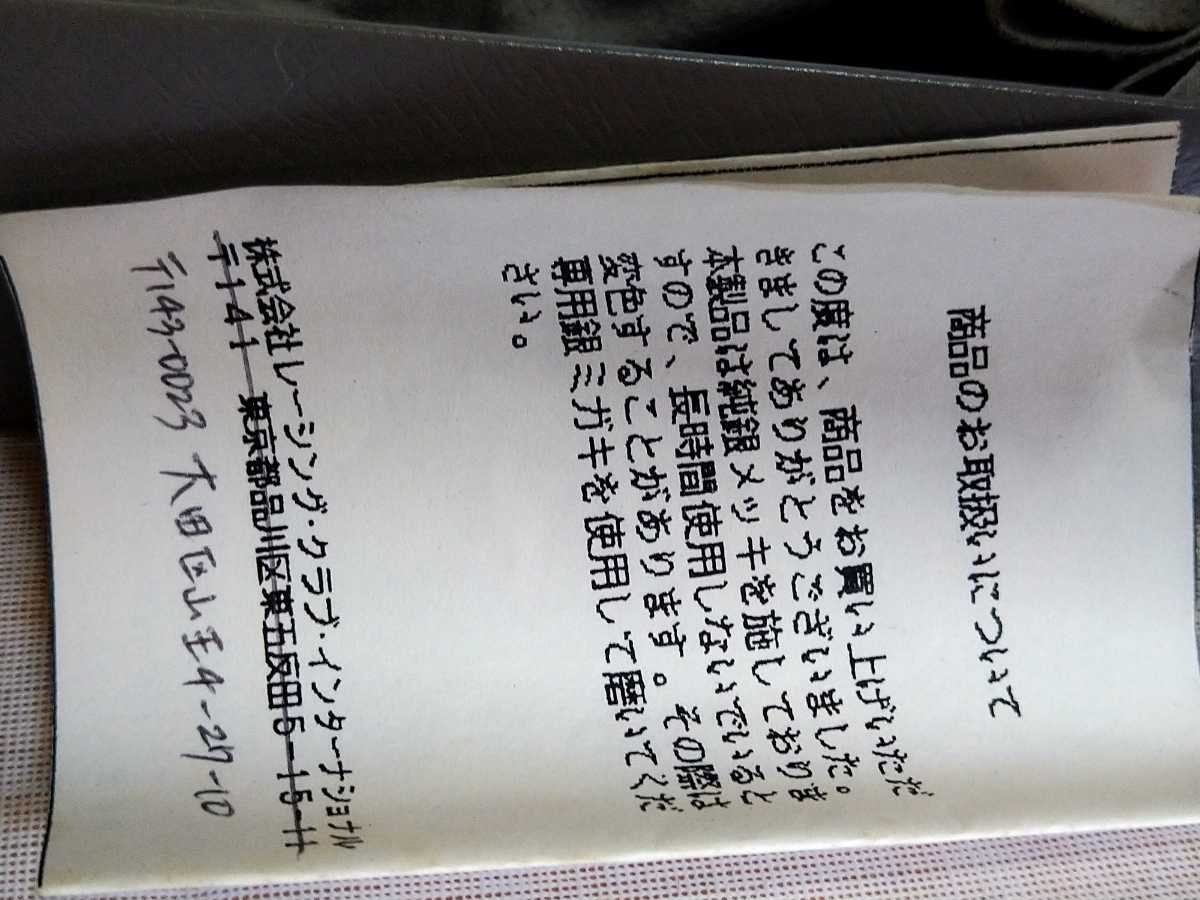 商品のお取扱いについて
この度は、商品をお買い上げいただ
きましてありがとうございました。
本製品は純銀メッキを施しておりま
すので、長時間使用しないでいると
変色することがあります。その際は
専用銀ミガキを使用して磨いてくだ
さい。
株式会社レーシング・クラブ・インターナショナル
〒141 東京都品川区東五反田5-15-11
〒143-0023 大田区山王4-27-10